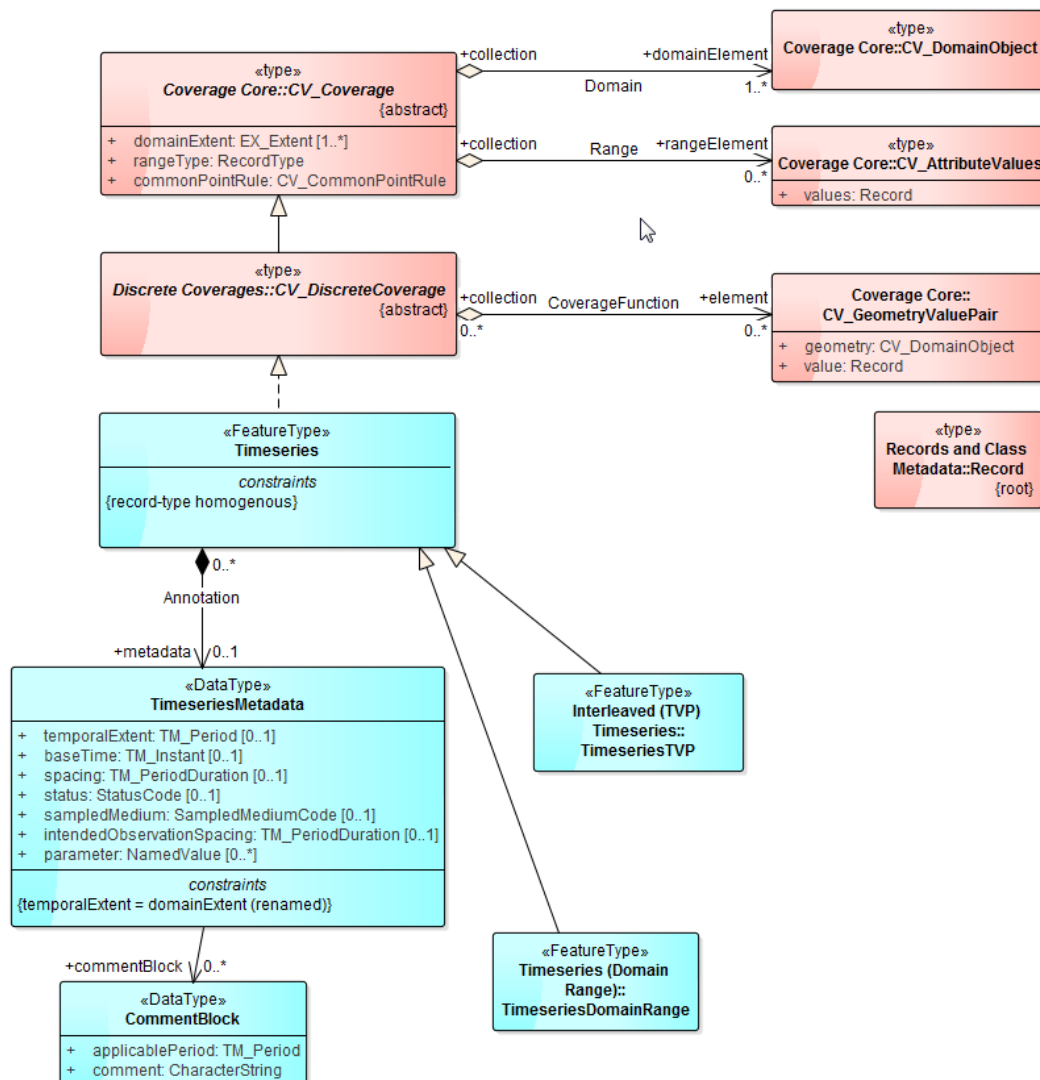 «type»
Coverage Core::CV_DomainObject
+collection
+domainElement
Domain
1..*
«type»
Coverage Core::CV_Coverage
{abstract}
+ domainExtent: EX_Extent [1..*]
+ rangeType: RecordType
+ commonPointRule: CV_CommonPointRule
+collection
Range
+rangeElement
0..*
«type»
Coverage Core::CV_AttributeValues
+ values: Record
«type»
Discrete Coverages::CV_DiscreteCoverage
{abstract}
+collection
CoverageFunction
+element
0..*
0..*
Coverage Core::
CV_GeometryValuePair
+ geometry: CV_DomainObject
+ value: Record
«FeatureType»
Timeseries
constraints
{record-type homogenous}
«type»
Records and Class
Metadata::Record
{root}
0..*
Annotation
+metadata
0..1
«DataType»
TimeseriesMetadata
+ temporalExtent: TM_Period [0..1]
+ baseTime: TM_Instant [0..1]
+ spacing: TM_PeriodDuration [0..1]
+ status: StatusCode [0..1]
+ sampledMedium: SampledMediumCode [0..1]
+ intendedObservationSpacing: TM_PeriodDuration [0..1]
+ parameter: NamedValue [0..*]
constraints
{temporalExtent = domainExtent (renamed)}
«FeatureType»
Interleaved (TVP)
Timeseries::
TimeseriesTVP
«FeatureType»
Timeseries (Domain
Range)::
TimeseriesDomainRange
+commentBlock
0..*
«DataType»
CommentBlock
+ applicablePeriod: TM_Period
+ comment: CharacterString